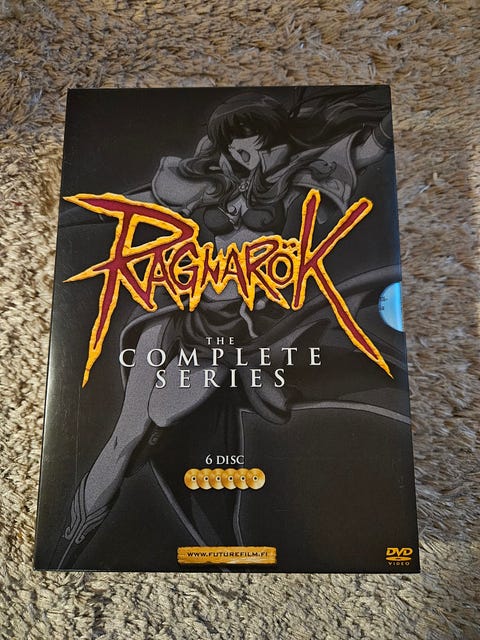 RAGNARÖK
THE
COMPLETE
SERIES
6 DISC
WWW.FUTUREFILM.FI
DVD
VIDEO